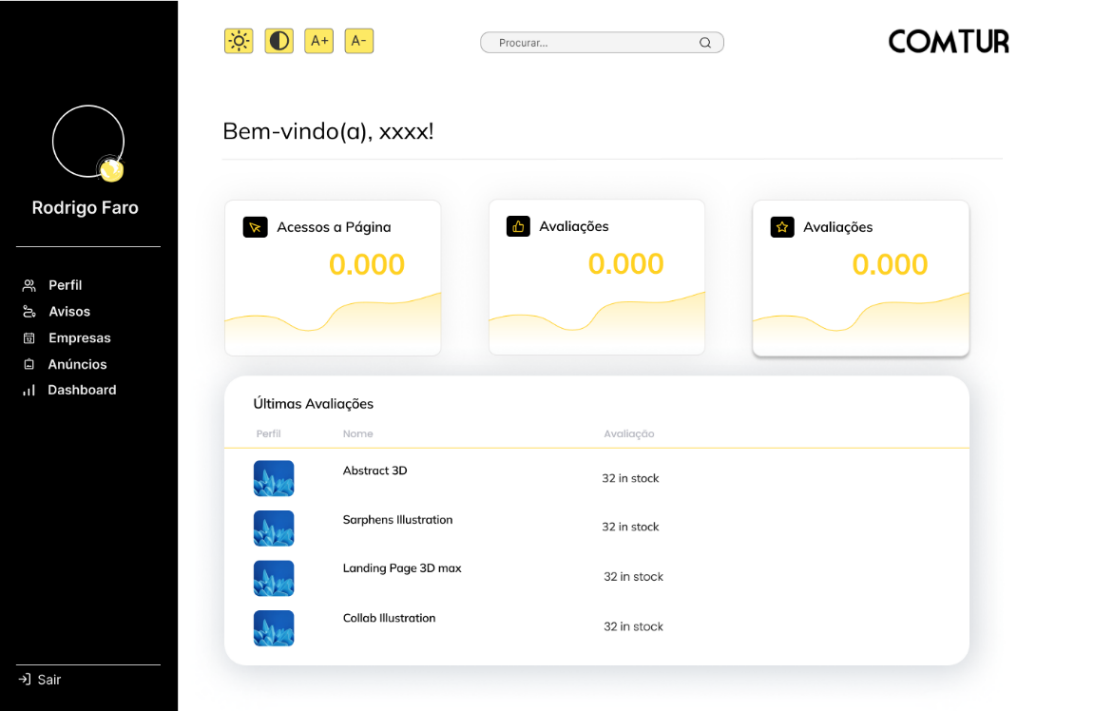 A+ A-
Procurar...
COMTUR
Bem-vindo(a), xxxx!
Rodrigo Faro
Perfil
Avisos
Empresas
Anúncios
Dashboard
Sair
Acessos a Página
0.000
Avaliações
0.000
Avaliações
0.000
Últimas Avaliações
Perfil Nome Avaliação
Abstract 3D 32 in stock
Sarphens Illustration 32 in stock
Landing Page 3D max 32 in stock
Collab Illustration 32 in stock